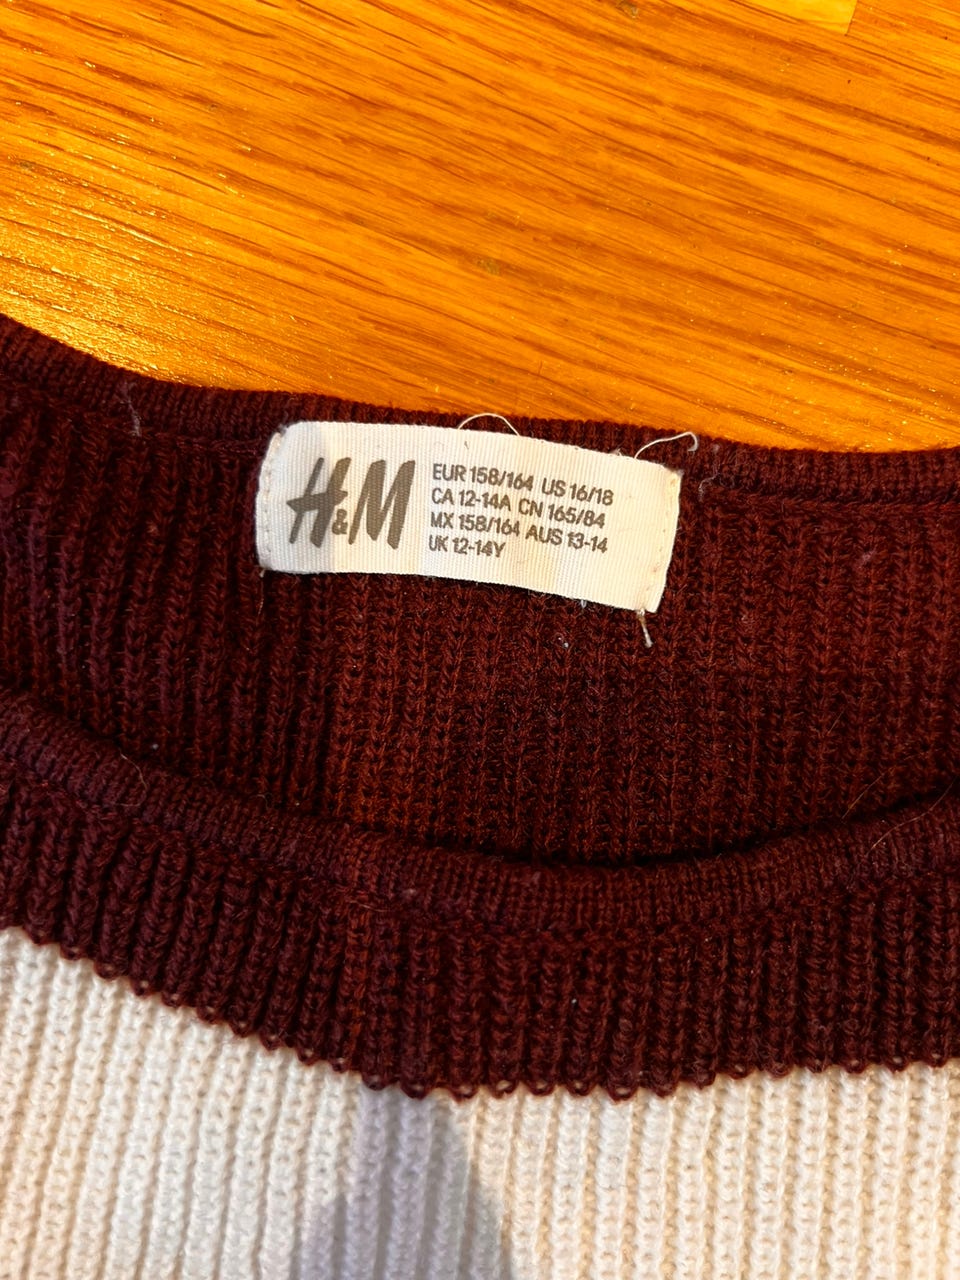 H&M
EUR 158/164 US 16/18
CA 12-14A CN 165/84
MX 158/164 AUS 13-14
UK 12-14Y